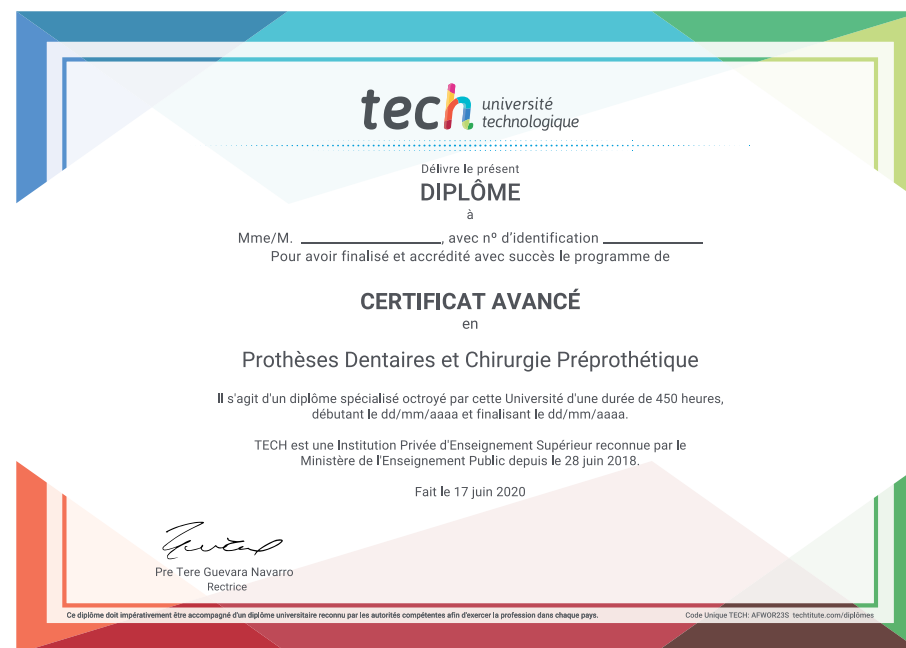 tech université
technologique
Délivre le présent
DIPLÔME
à
Mme/M. ____________________, avec nº d'identification ______________
Pour avoir finalisé et accrédité avec succès le programme de
CERTIFICAT AVANCÉ
en
Prothèses Dentaires et Chirurgie Préprothétique
Il s'agit d'un diplôme spécialisé octroyé par cette Université d'une durée de 450 heures,
débutant le dd/mm/aaaa et finalisant le dd/mm/aaaa.
TECH est une Institution Privée d'Enseignement Supérieur reconnue par le
Ministère de l'Enseignement Public depuis le 28 juin 2018.
Fait le 17 juin 2020
Pre Tere Guevara Navarro
Rectrice
Ce diplôme doit impérativement être accompagné d'un diplôme universitaire reconnu par les autorités compétentes afin d'exercer la profession dans chaque pays.
Code Unique TECH: AFWOR23S techtitute.com/diplômes